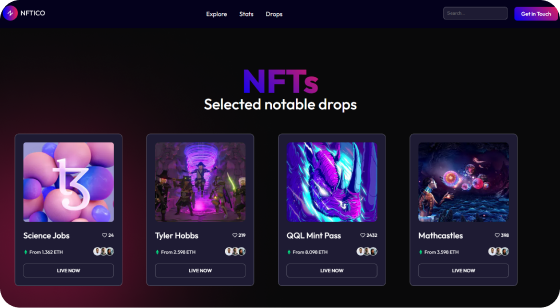 NFTICO
Explore Stats Drops
Search...
Get in Touch
NFTs
Selected notable drops
Science Jobs 24
From 1.362 ETH
LIVE NOW
Tyler Hobbs 219
From 2.598 ETH
LIVE NOW
QQL Mint Pass 2432
From 8.098 ETH
LIVE NOW
Mathcastles 398
From 3.598 ETH
LIVE NOW